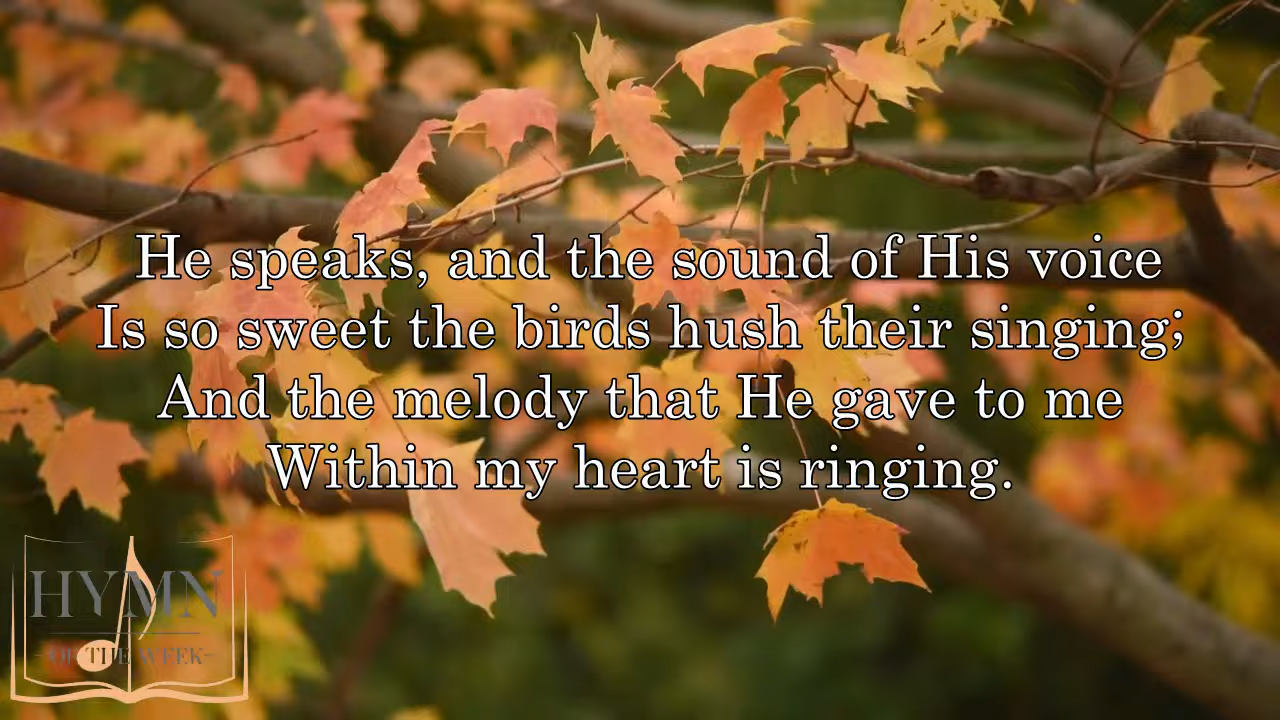 He speaks, and the sound of His voice
Is so sweet the birds hush their singing;
And the melody that He gave to me
Within my heart is ringing.
HYMN
-OF THE WEEK-